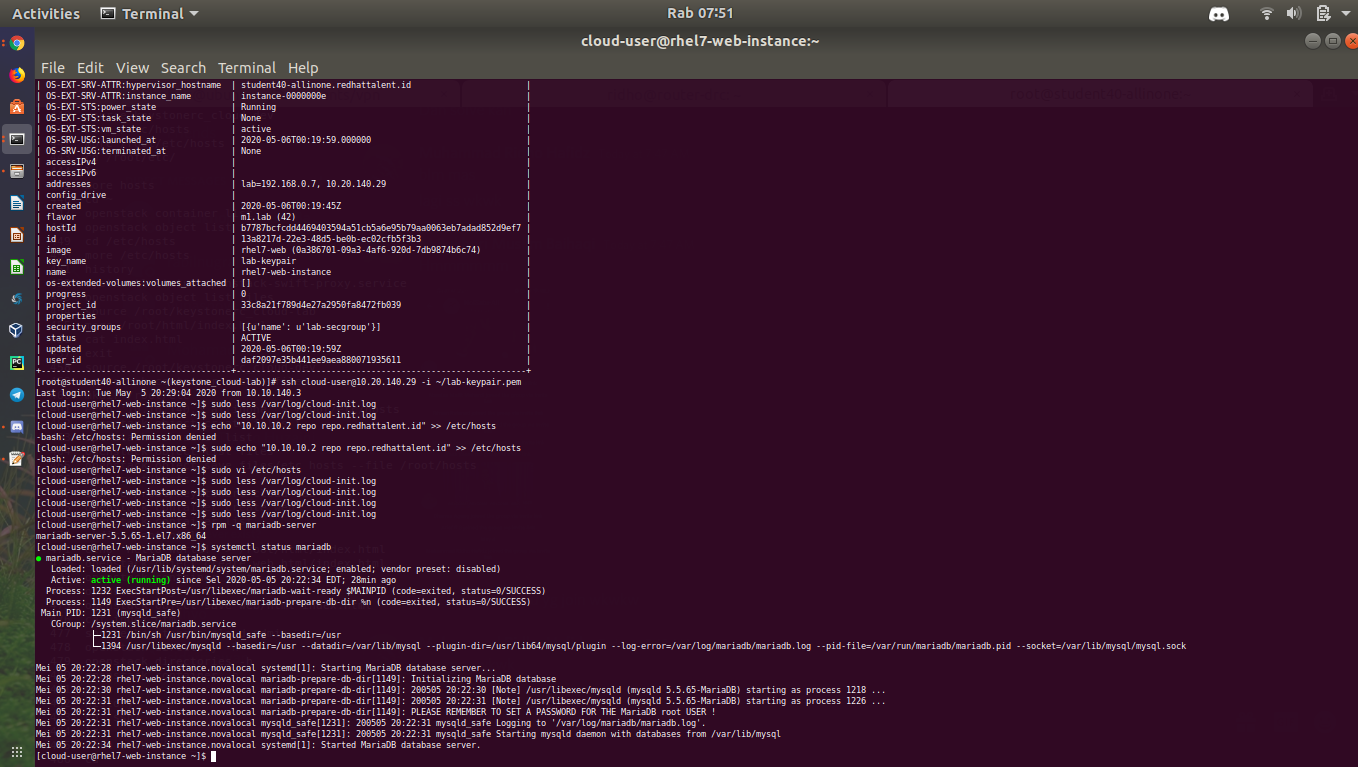 Activities Terminal Rab 07:51
cloud-user@rhel7-web-instance:~
File Edit View Search Terminal Help
| OS-EXT-SRV-ATTR:hypervisor_hostname | student40-allinone.redhattalent.id |
| OS-EXT-SRV-ATTR:instance_name | instance-0000000e |
| OS-EXT-STS:power_state | Running |
| OS-EXT-STS:task_state | None |
| OS-EXT-STS:vm_state | active |
| OS-SRV-USG:launched_at | 2020-05-06T00:19:59.000000 |
| OS-SRV-USG:terminated_at | None |
| accessIPv4 | |
| accessIPv6 | |
| addresses | lab=192.168.0.7, 10.20.140.29 |
| config_drive | |
| created | 2020-05-06T00:19:45Z |
| flavor | m1.lab (42) |
| hostId | b7787bcfcdd4469403594a51cb5a6e95b79aa0063eb7adad852d9ef7 |
| id | 13a8217d-22e3-48d5-be0b-ec02cfb5f3b3 |
| image | rhel7-web (0a386701-09a3-4af6-920d-7db9874b6c74) |
| key_name | lab-keypair |
| name | rhel7-web-instance |
| os-extended-volumes:volumes_attached | [] |
| progress | 0 |
| project_id | 33c8a21f789d4e27a2950fa8472fb039 |
| properties | |
| security_groups | [{u'name': u'lab-secgroup'}] |
| status | ACTIVE |
| updated | 2020-05-06T00:19:59Z |
| user_id | daf2097e35b441ee9aea880071935611 |
+--------------------------------------+----------------------------------------------------------+
[root@student40-allinone ~(keystone_cloud-lab)]# ssh cloud-user@10.20.140.29 -i ~/lab-keypair.pem
Last login: Tue May  5 20:29:04 2020 from 10.10.140.3
[cloud-user@rhel7-web-instance ~]$ sudo less /var/log/cloud-init.log
[cloud-user@rhel7-web-instance ~]$ sudo less /var/log/cloud-init.log
[cloud-user@rhel7-web-instance ~]$ echo "10.10.10.2 repo repo.redhattalent.id" >> /etc/hosts
-bash: /etc/hosts: Permission denied
[cloud-user@rhel7-web-instance ~]$ sudo echo "10.10.10.2 repo repo.redhattalent.id" >> /etc/hosts
-bash: /etc/hosts: Permission denied
[cloud-user@rhel7-web-instance ~]$ sudo vi /etc/hosts
[cloud-user@rhel7-web-instance ~]$ sudo less /var/log/cloud-init.log
[cloud-user@rhel7-web-instance ~]$ sudo less /var/log/cloud-init.log
[cloud-user@rhel7-web-instance ~]$ sudo less /var/log/cloud-init.log
[cloud-user@rhel7-web-instance ~]$ sudo less /var/log/cloud-init.log
[cloud-user@rhel7-web-instance ~]$ rpm -q mariadb-server
mariadb-server-5.5.65-1.el7.x86_64
[cloud-user@rhel7-web-instance ~]$ systemctl status mariadb
● mariadb.service - MariaDB database server
Loaded: loaded (/usr/lib/systemd/system/mariadb.service; enabled; vendor preset: disabled)
Active: active (running) since Sel 2020-05-05 20:22:34 EDT; 28min ago
Process: 1232 ExecStartPost=/usr/libexec/mariadb-wait-ready $MAINPID (code=exited, status=0/SUCCESS)
Process: 1149 ExecStartPre=/usr/libexec/mariadb-prepare-db-dir %n (code=exited, status=0/SUCCESS)
Main PID: 1231 (mysqld_safe)
CGroup: /system.slice/mariadb.service
├─1231 /bin/sh /usr/bin/mysqld_safe --basedir=/usr
└─1394 /usr/libexec/mysqld --basedir=/usr --datadir=/var/lib/mysql --plugin-dir=/usr/lib64/mysql/plugin --log-error=/var/log/mariadb/mariadb.log --pid-file=/var/run/mariadb/mariadb.pid --socket=/var/lib/mysql/mysql.sock
Mei 05 20:22:28 rhel7-web-instance.novalocal systemd[1]: Starting MariaDB database server...
Mei 05 20:22:28 rhel7-web-instance.novalocal mariadb-prepare-db-dir[1149]: Initializing MariaDB database
Mei 05 20:22:30 rhel7-web-instance.novalocal mariadb-prepare-db-dir[1149]: 200505 20:22:30 [Note] /usr/libexec/mysqld (mysqld 5.5.65-MariaDB) starting as process 1218 ...
Mei 05 20:22:31 rhel7-web-instance.novalocal mariadb-prepare-db-dir[1149]: 200505 20:22:31 [Note] /usr/libexec/mysqld (mysqld 5.5.65-MariaDB) starting as process 1226 ...
Mei 05 20:22:31 rhel7-web-instance.novalocal mariadb-prepare-db-dir[1149]: PLEASE REMEMBER TO SET A PASSWORD FOR THE MariaDB root USER !
Mei 05 20:22:31 rhel7-web-instance.novalocal mysqld_safe[1231]: 200505 20:22:31 mysqld_safe Logging to '/var/log/mariadb/mariadb.log'.
Mei 05 20:22:31 rhel7-web-instance.novalocal mysqld_safe[1231]: 200505 20:22:31 mysqld_safe Starting mysqld daemon with databases from /var/lib/mysql
Mei 05 20:22:34 rhel7-web-instance.novalocal systemd[1]: Started MariaDB database server.
[cloud-user@rhel7-web-instance ~]$